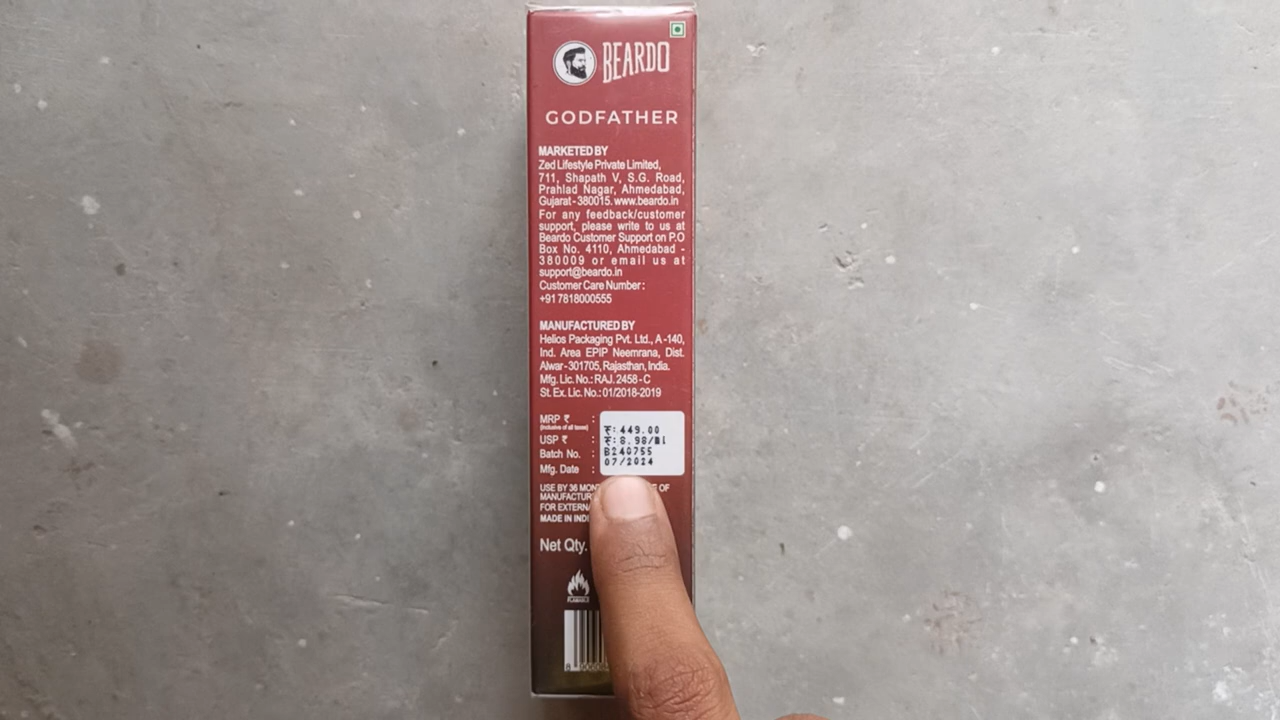 BEARDO
GODFATHER
MARKETED BY
Zed Lifestyle Private Limited,
711, Shapath V, S.G. Road,
Prahlad Nagar, Ahmedabad,
Gujarat - 380015. www.beardo.in
For any feedback/customer
support, please write to us at
Beardo Customer Support on P.O
Box No. 4110, Ahmedabad -
380009 or email us at
support@beardo.in
Customer Care Number :
+91 7818000555
MANUFACTURED BY
Helios Packaging Pvt. Ltd., A-140,
Ind. Area EPIP Neemrana, Dist.
Alwar-301705, Rajasthan, India.
Mfg. Lic. No.: RAJ. 2458 - C
St. Ex. Lic. No.: 01/2018-2019
MRP ₹ : ₹: 449.00
(Inclusive of all taxes)
USP ₹ : ₹: 8.98/ml
Batch No. : B240755
Mfg. Date : 07/2024
USE BY 36 OF
FOR
MADE IN
Net Qty.